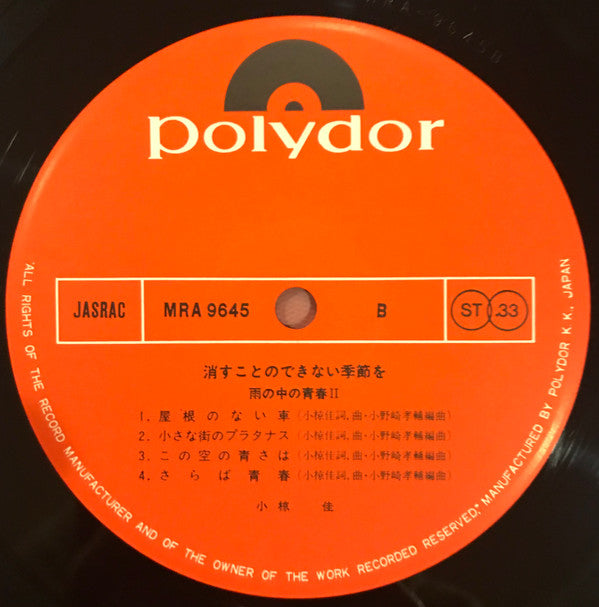 MRA-9645B
polydor
JASRAC MRA 9645 B ST 33
消すことのできない季節を
雨の中の青春II
1. 屋根のない車(小椋佳詞,曲・小野崎孝輔編曲)
2. 小さな街のプラタナス(小椋佳詞,曲・小野崎孝輔編曲)
3. この空の青さは(小椋佳詞,曲・小野崎孝輔編曲)
4. さらば青春(小椋佳詞,曲・小野崎孝輔編曲)
小椋佳
"ALL RIGHTS OF THE RECORD MANUFACTURER AND OF THE OWNER OF THE WORK RECORDED RESERVED," MANUFACTURED BY POLYDOR K.K., JAPAN